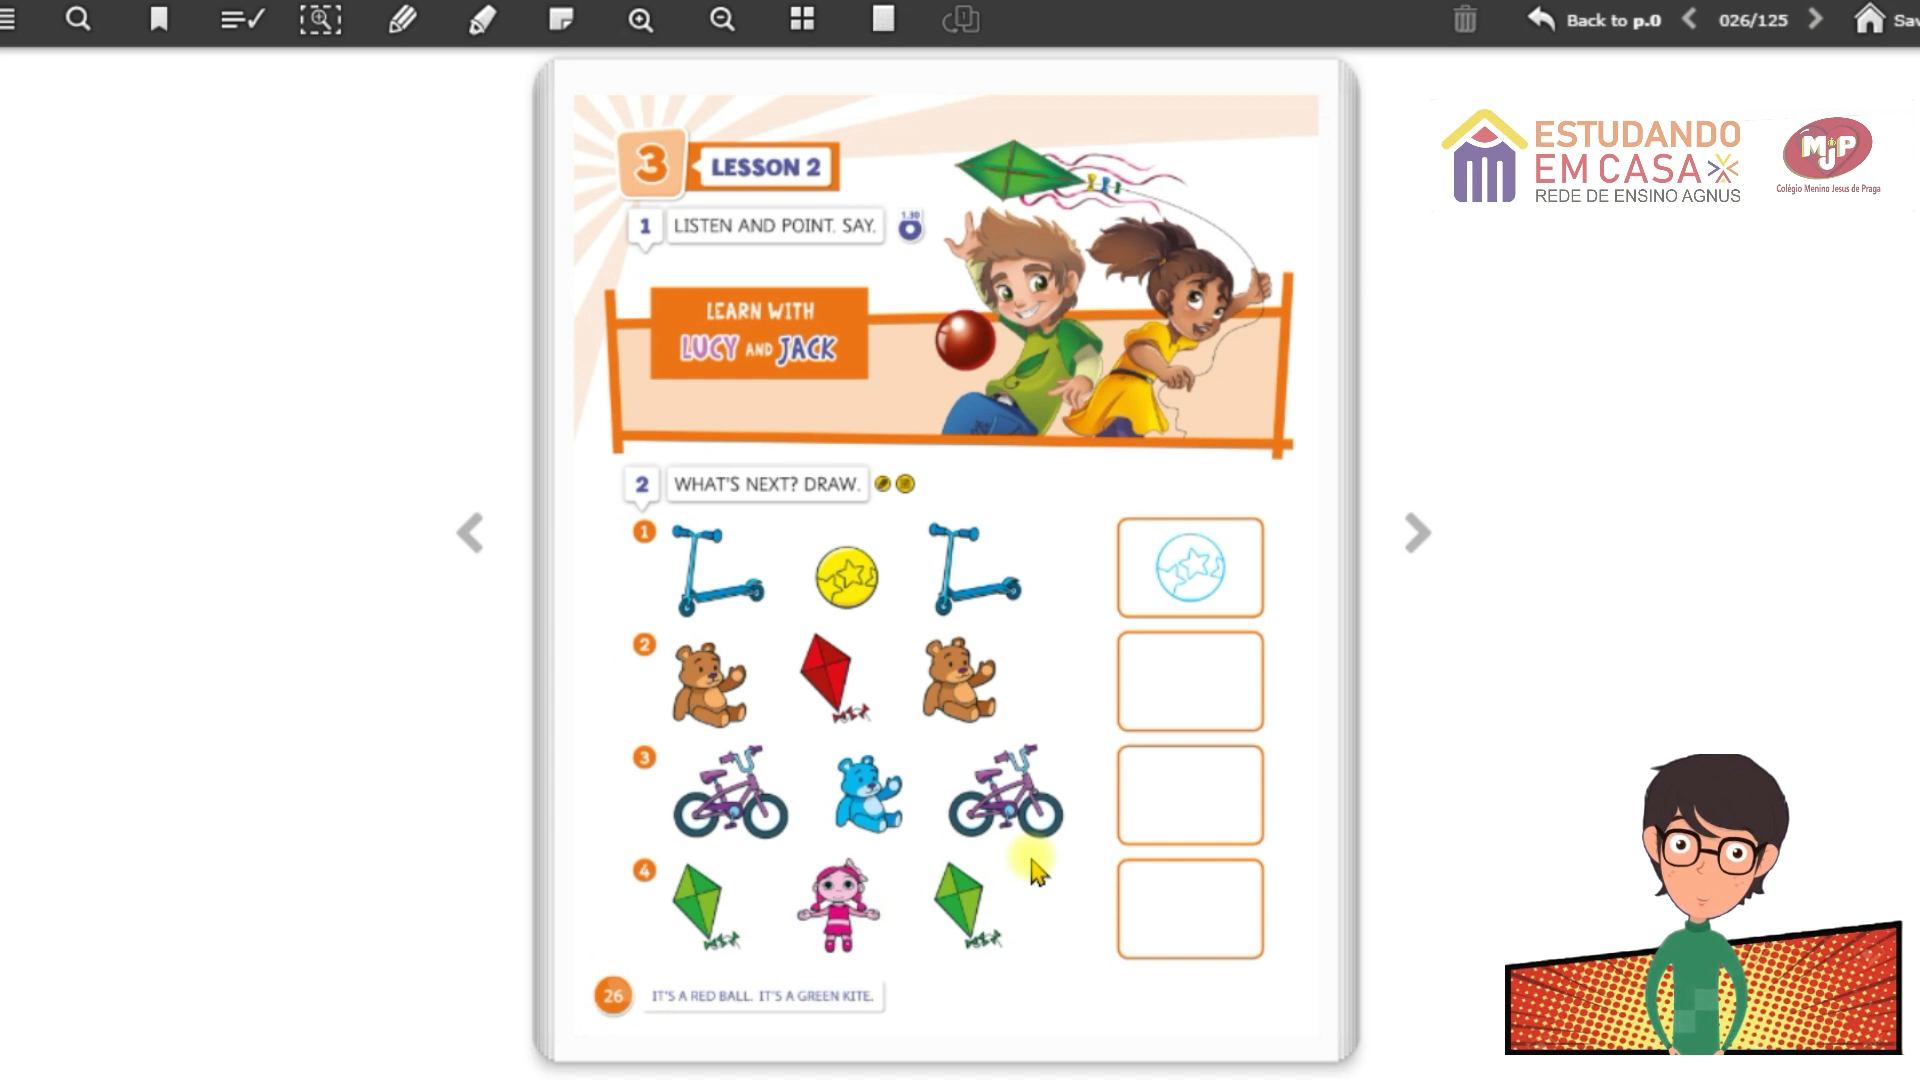 Back to p.0
026/125
ESTUDANDO
EM CASA
REDE DE ENSINO AGNUS
MJP
Colégio Menino Jesus de Praga
3
LESSON 2
1 LISTEN AND POINT. SAY. 1.30
LEARN WITH
LUCY AND JACK
2 WHAT'S NEXT? DRAW.
1
2
3
4
26 IT'S A RED BALL. IT'S A GREEN KITE.